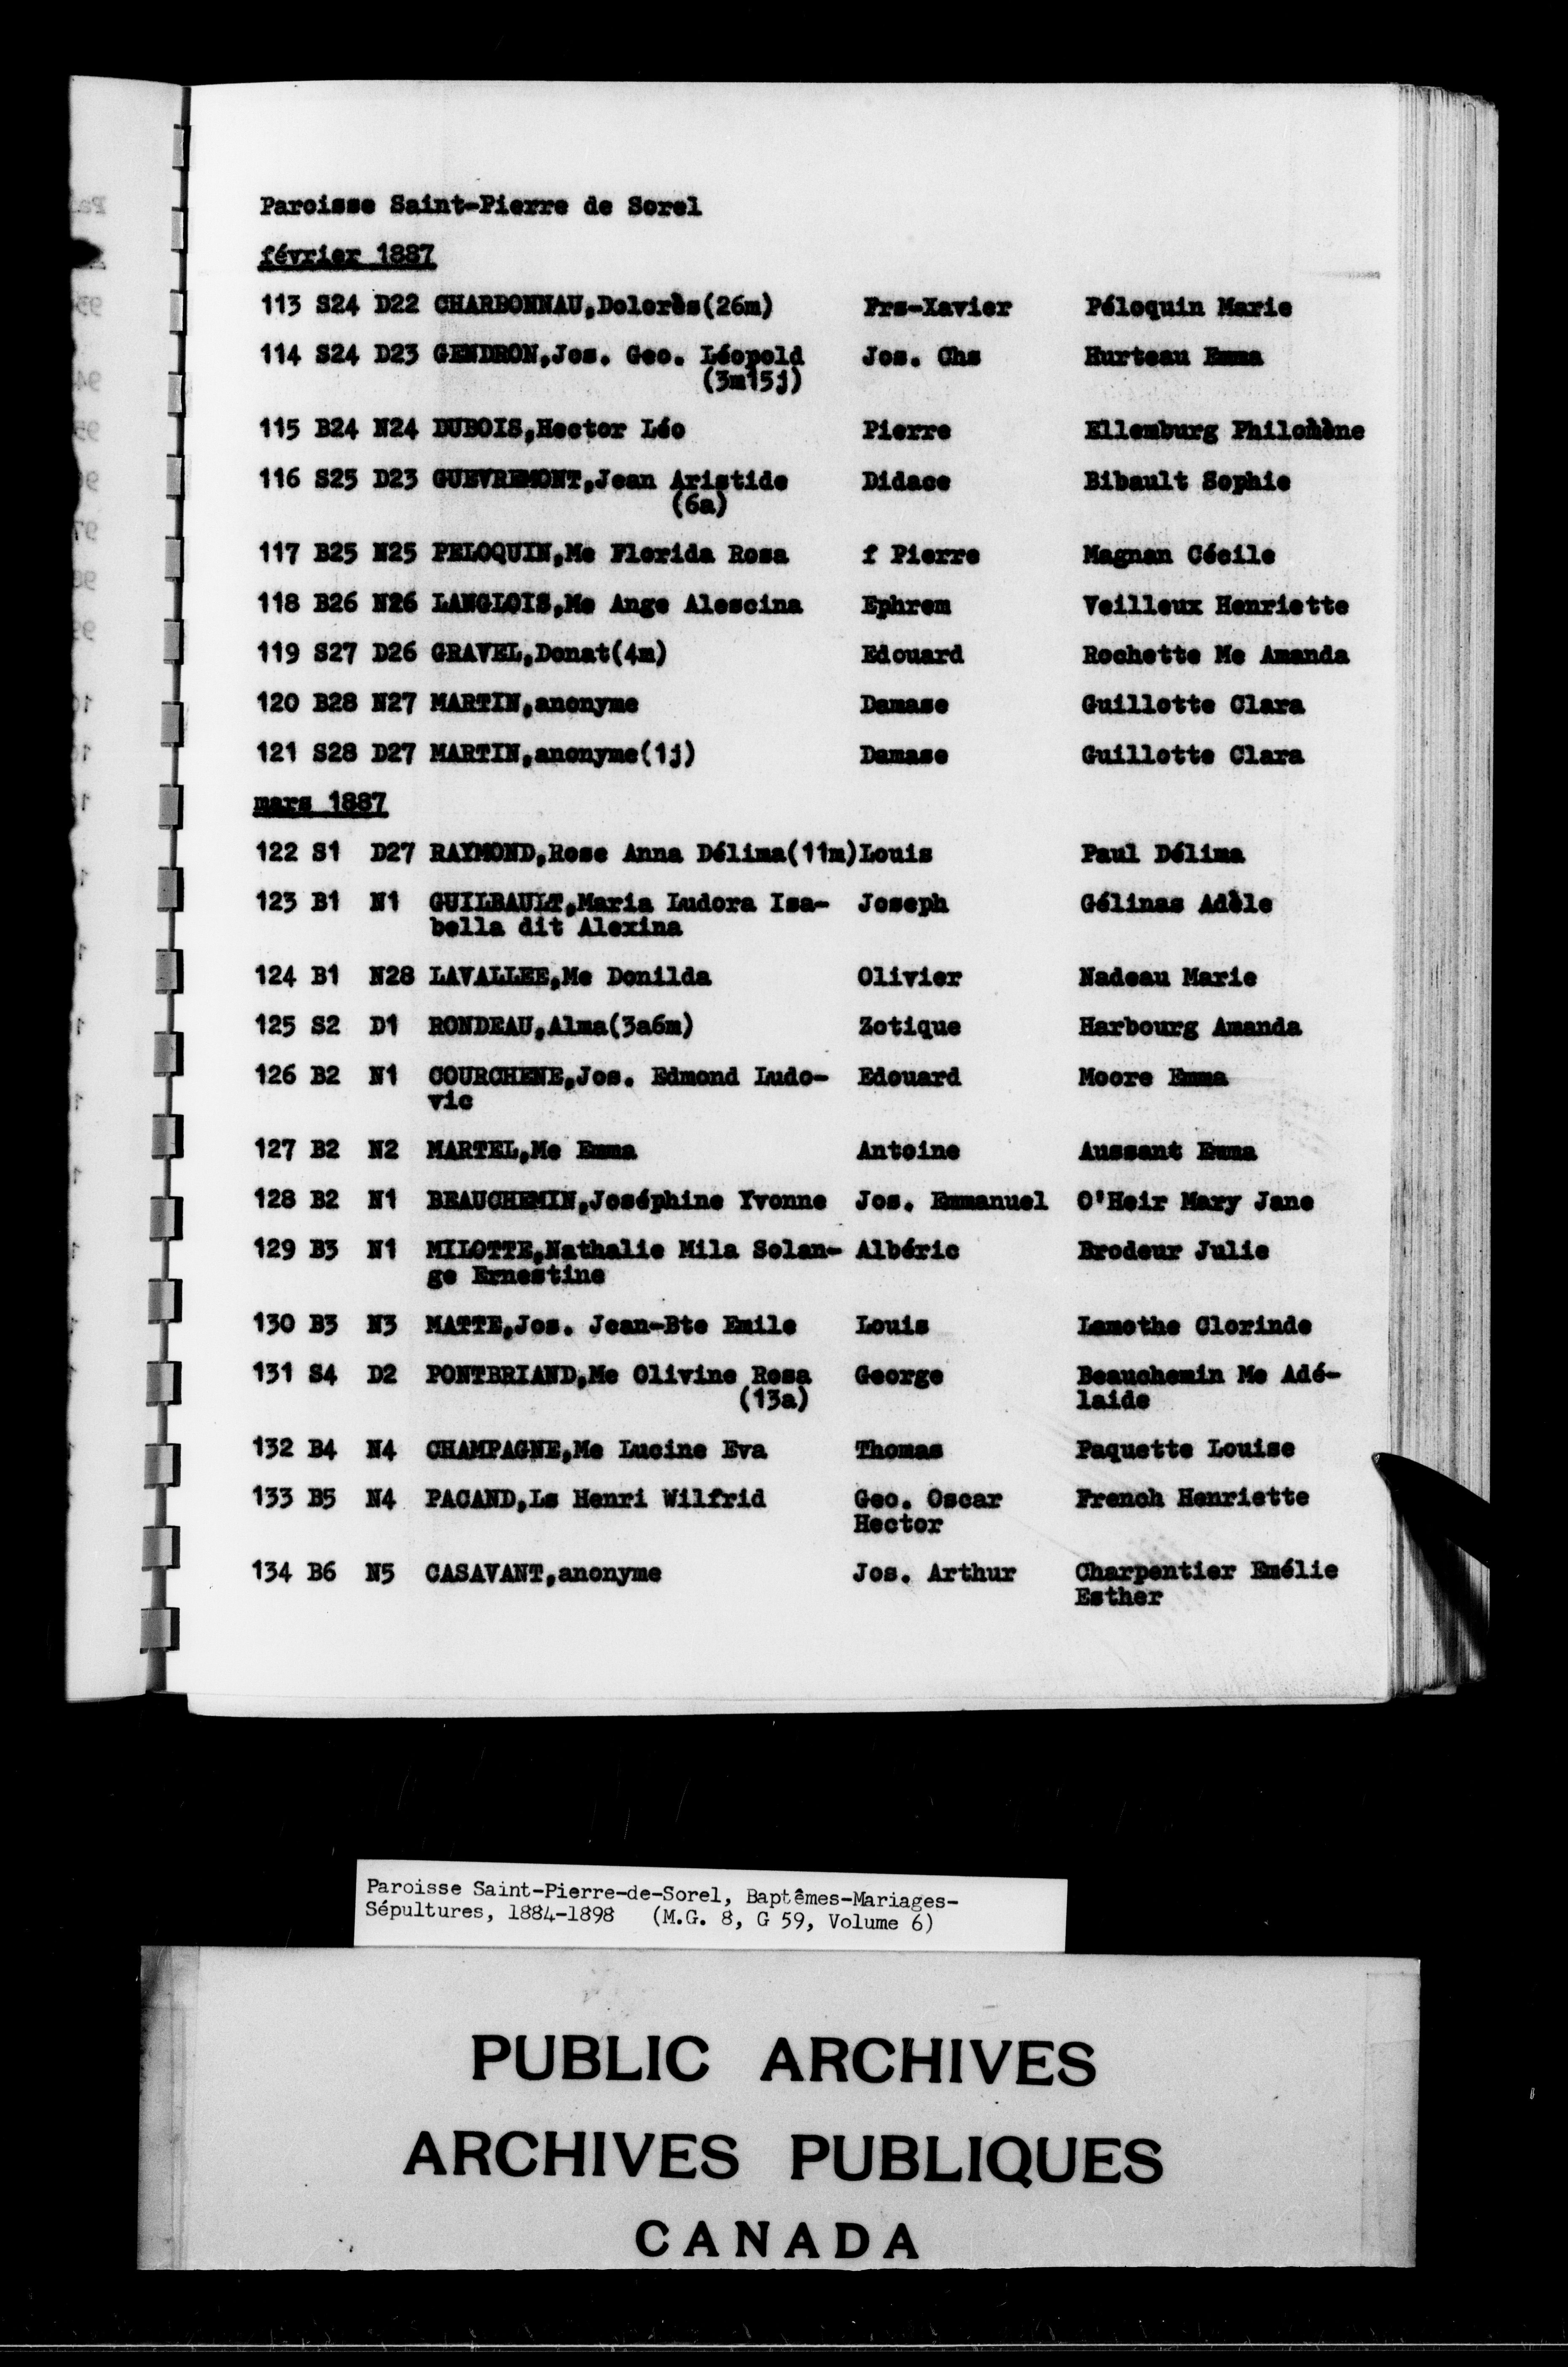 Paroisse Saint-Pierre de Sorel
février 1887
113 S24 D22 CHARBONNAU,Dolorès(26m) Frs-Xavier Péloquin Marie
114 S24 D23 GENDRON,Jos. Geo. Léopold Jos. Chs Hurteau Emma
(3m15j)
115 B24 N24 DUBOIS,Hector Léo Pierre Ellemburg Philomène
116 S25 D23 GUEVREMONT,Jean Aristide Didace Bibault Sophie
(6a)
117 B25 N25 PELOQUIN,Me Florida Rosa f Pierre Magnan Cécile
118 B26 N26 LANGLOIS,Me Ange Alescina Ephrem Veilleux Henriette
119 S27 D26 GRAVEL,Donat(4m) Edouard Rochette Me Amanda
120 B28 N27 MARTIN,anonyme Damase Guillotte Clara
121 S28 D27 MARTIN,anonyme(1j) Damase Guillotte Clara
mars 1887
122 S1 D27 RAYMOND,Rose Anna Délima(11m)Louis Paul Délima
123 B1 N1 GUILBAULT,Maria Ludora Isa- Joseph Gélinas Adèle
bella dit Alexina
124 B1 N28 LAVALLEE,Me Donilda Olivier Nadeau Marie
125 S2 D1 RONDEAU,Alma(3a6m) Zotique Harbourg Amanda
126 B2 N1 COURCHENE,Jos. Edmond Ludo- Edouard Moore Emma
vic
127 B2 N2 MARTEL,Me Emma Antoine Aussant Emma
128 B2 N1 BEAUCHEMIN,Joséphine Yvonne Jos. Emmanuel O'Heir Mary Jane
129 B3 N1 MILOTTE,Nathalie Mila Solan- Albéric Brodeur Julie
ge Ernestine
130 B3 N3 MATTE,Jos. Jean-Bte Emile Louis Lamothe Clorinde
131 S4 D2 PONTBRIAND,Me Olivine Rosa George Beauchemin Me Adé-
(13a) laide
132 B4 N4 CHAMPAGNE,Me Lucine Eva Thomas Paquette Louise
133 B5 N4 PACAND,Ls Henri Wilfrid Geo. Oscar French Henriette
Hector
134 B6 N5 CASAVANT,anonyme Jos. Arthur Charpentier Emélie
Esther
Paroisse Saint-Pierre-de-Sorel, Baptêmes-Mariages-
Sépultures, 1884-1898 (M.G. 8, G 59, Volume 6)
PUBLIC ARCHIVES
ARCHIVES PUBLIQUES
CANADA